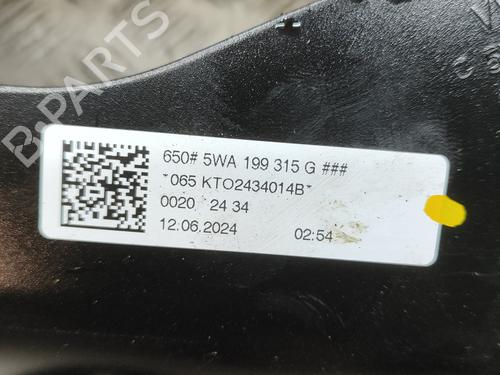 B-PARTS
650# 5WA 199 315 G ###
*065 KTO2434014B*
0020 24 34
12.06.2024 02:54